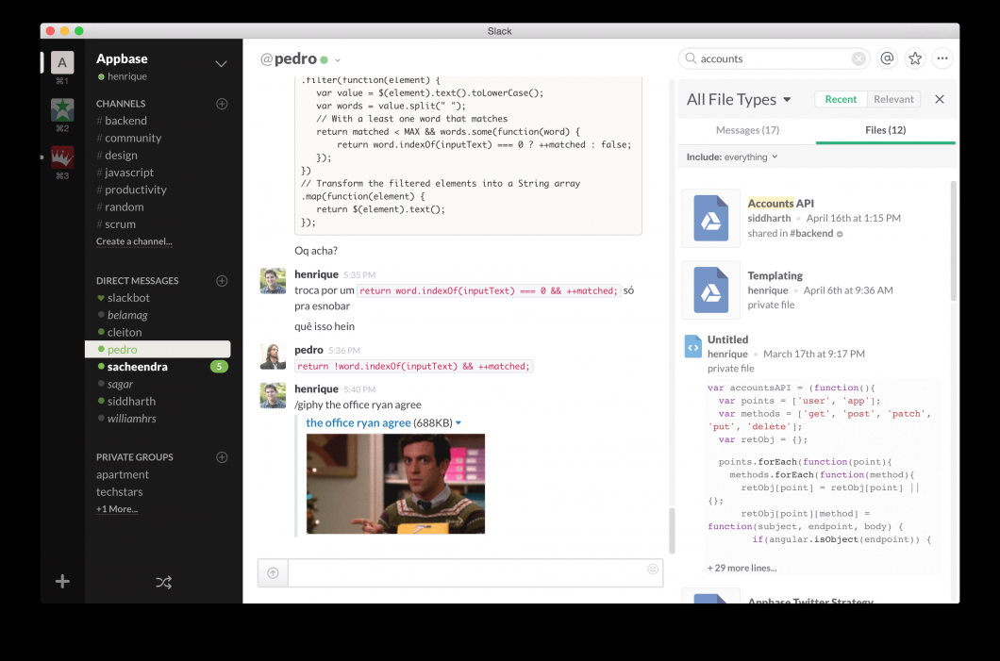 Slack
A
⌘1
⌘2
⌘3
Appbase
henrique
CHANNELS
# backend
# community
# design
# javascript
# productivity
# random
# scrum
Create a channel...
DIRECT MESSAGES
slackbot
belamag
cleiton
pedro
sacheendra 5
sagar
siddharth
williamhrs
PRIVATE GROUPS
apartment
techstars
+1 More...
@pedro
.filter(function(element) {
var value = $(element).text().toLowerCase();
var words = value.split(" ");
// With a least one word that matches
return matched < MAX && words.some(function(word) {
return word.indexOf(inputText) === 0 ? ++matched : false;
});
})
// Transform the filtered elements into a String array
.map(function(element) {
return $(element).text();
});
Oq acha?
henrique 5:35 PM
troca por um return word.indexOf(inputText) === 0 && ++matched; só
pra esnobar
quê isso hein
pedro 5:36 PM
return !word.indexOf(inputText) && ++matched;
henrique 5:40 PM
/giphy the office ryan agree
the office ryan agree (688KB)
accounts
@
All File Types Recent Relevant
Messages (17) Files (12)
Include: everything
Accounts API
siddharth • April 16th at 1:15 PM
shared in #backend
Templating
henrique • April 6th at 9:36 AM
private file
Untitled
henrique • March 17th at 9:17 PM
private file
var accountsAPI = (function(){
var points = ['user', 'app'];
var methods = ['get', 'post', 'patch',
'put', 'delete'];
var retObj = {};
points.forEach(function(point){
methods.forEach(function(method){
retObj[point] = retObj[point] ||
{};
retObj[point][method] =
function(subject, endpoint, body) {
if(angular.isObject(endpoint)) {
+ 29 more lines...
Appbase Twitter Strategy